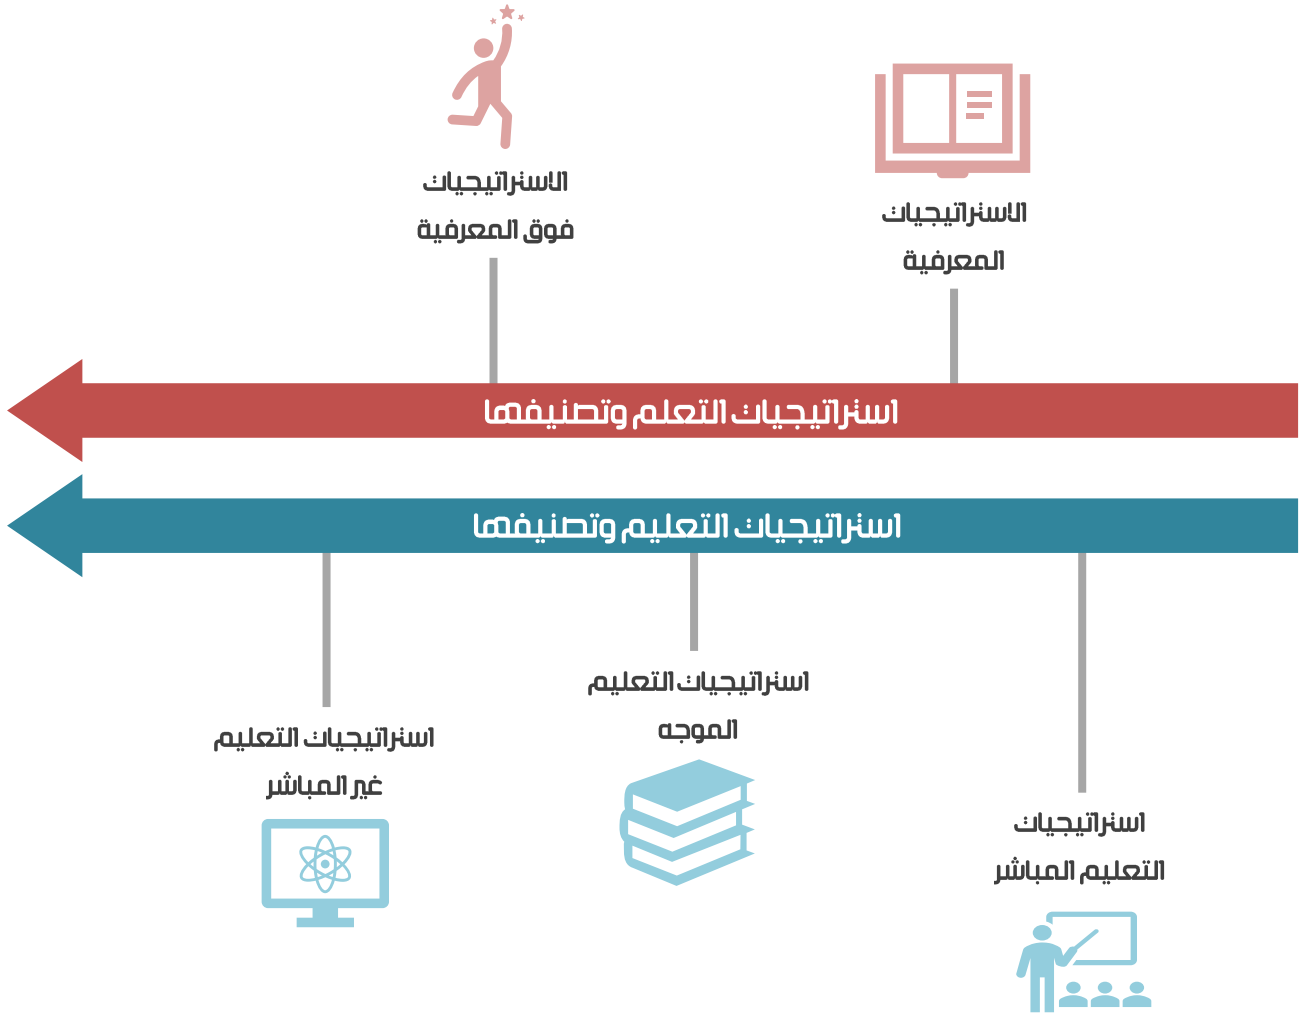 الاستراتيجيات
المعرفية
الاستراتيجيات
فوق المعرفية
استراتيجيات التعلم وتصنيفها
استراتيجيات التعليم وتصنيفها
استراتيجيات
التعليم المباشر
استراتيجيات التعليم
الموجه
استراتيجيات التعليم
غير المباشر